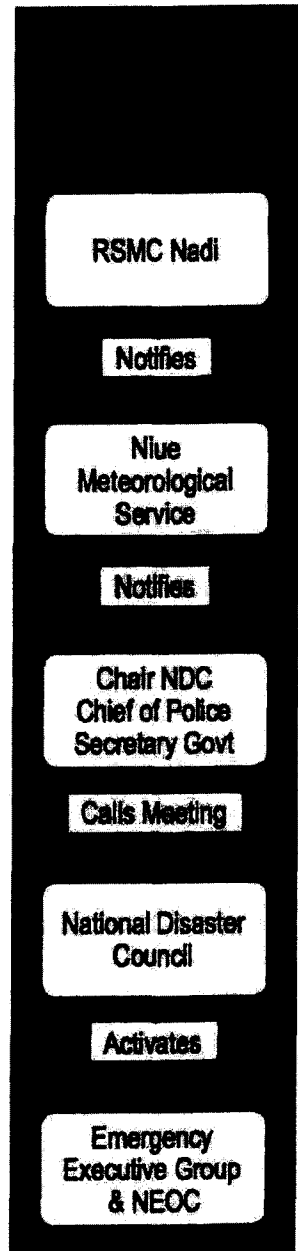 RSMC Nadi
Notifies
Niue
Meteorological
Service
Notifies
Chair NDC
Chief of Police
Secretary Govt
Calls Meeting
National Disaster
Council
Activates
Emergency
Executive Group
& NEOC